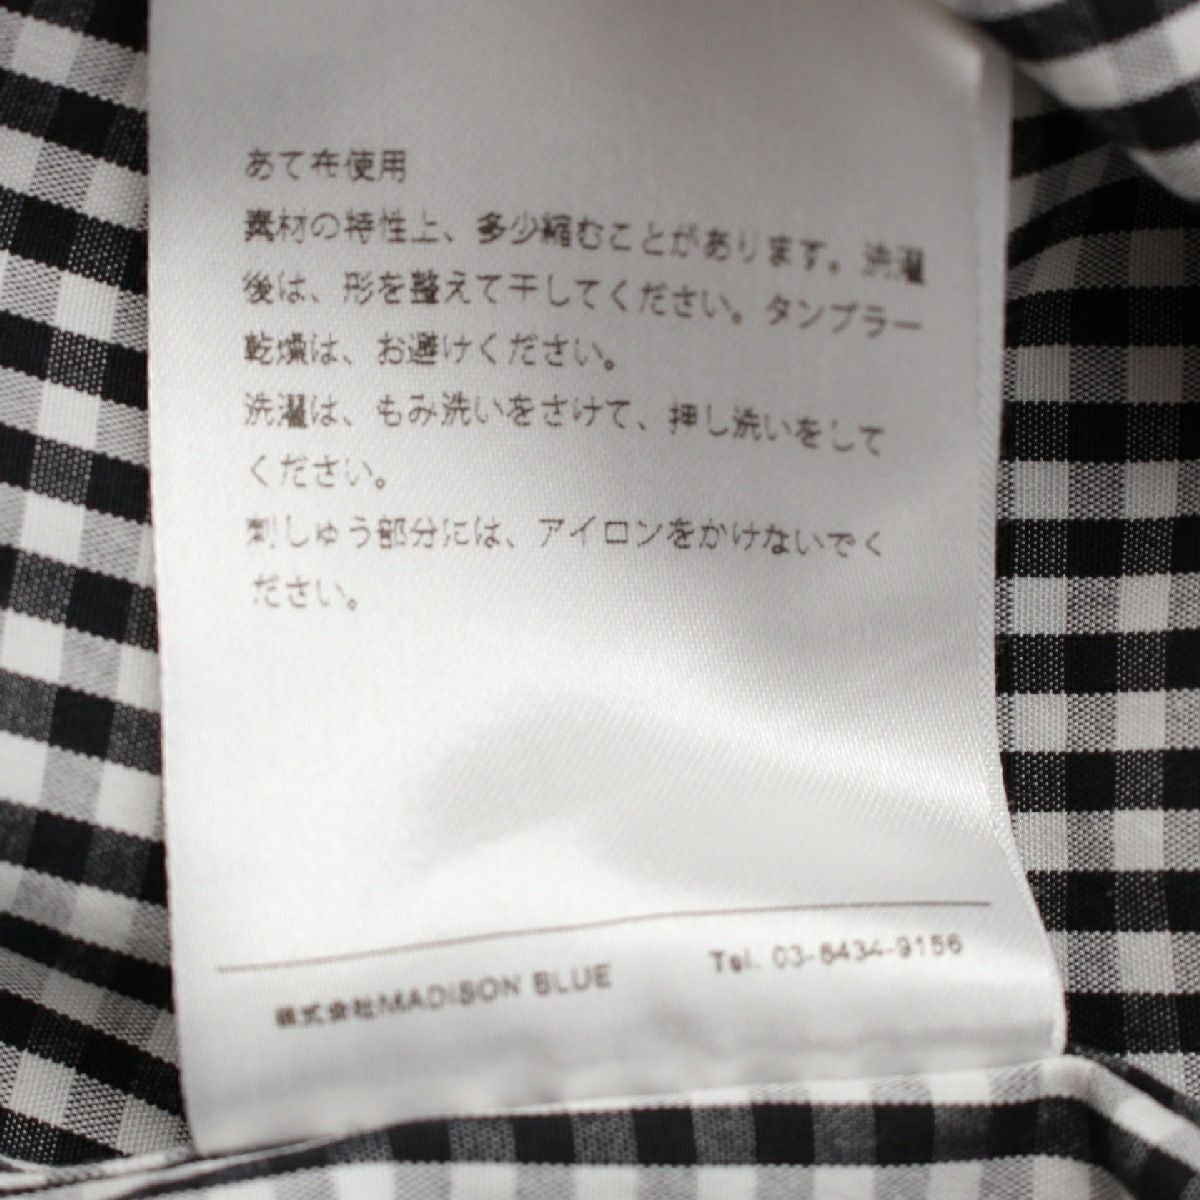 あて布使用
素材の特性上、多少縮むことがあります。洗濯
後は、形を整えて干してください。タンブラー
乾燥は、お避けください。
洗濯は、もみ洗いをさけて、押し洗いをして
ください。
刺しゅう部分には、アイロンをかけないでく
ださい。
株式会社MADISON BLUE
Tel. 03-6434-9156